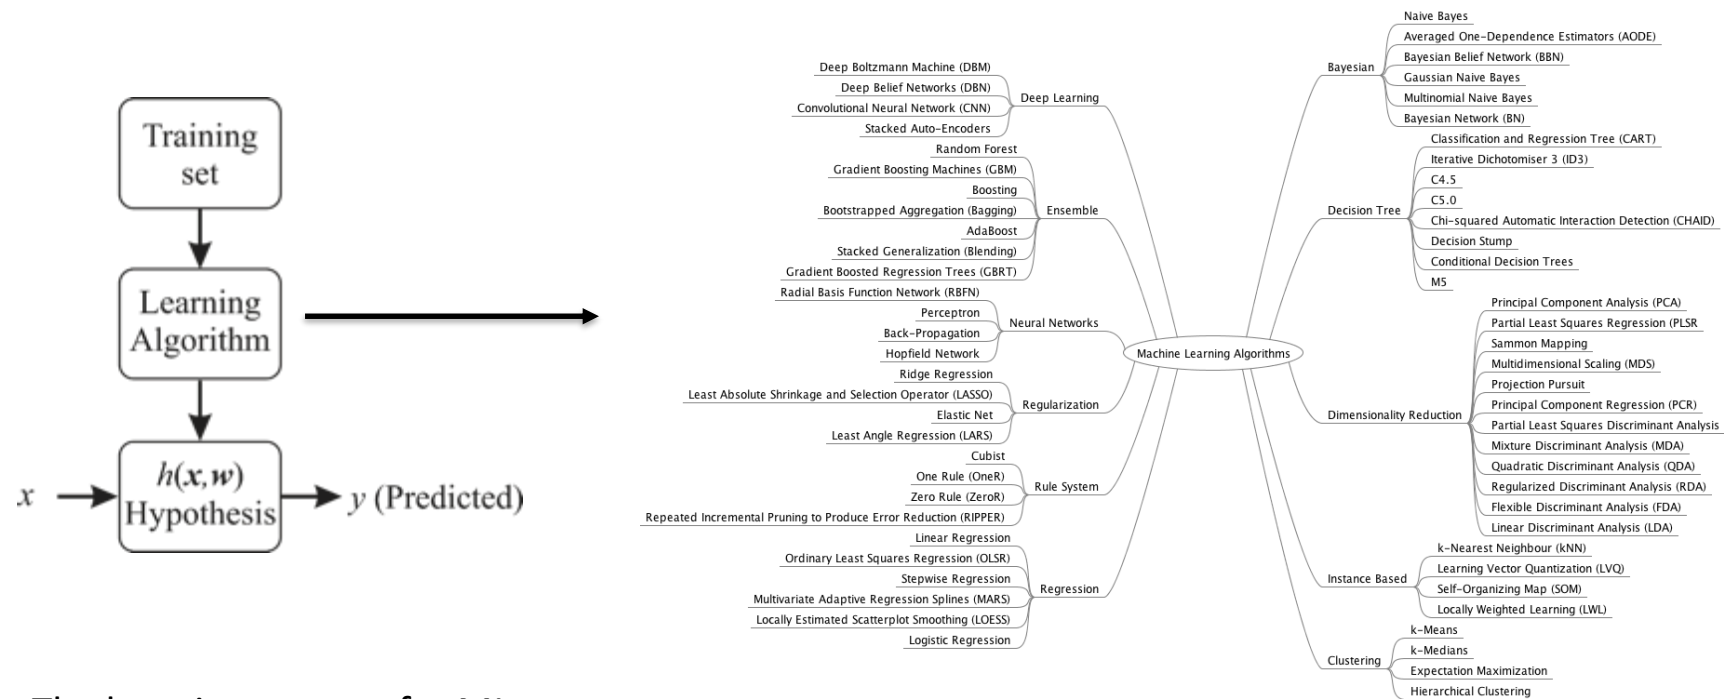 Training
set
Learning
Algorithm
h(x,w)
Hypothesis
x
y (Predicted)
Machine Learning Algorithms
Deep Learning
Deep Boltzmann Machine (DBM)
Deep Belief Networks (DBN)
Convolutional Neural Network (CNN)
Stacked Auto-Encoders
Ensemble
Random Forest
Gradient Boosting Machines (GBM)
Boosting
Bootstrapped Aggregation (Bagging)
AdaBoost
Stacked Generalization (Blending)
Gradient Boosted Regression Trees (GBRT)
Neural Networks
Radial Basis Function Network (RBFN)
Perceptron
Back-Propagation
Hopfield Network
Regularization
Ridge Regression
Least Absolute Shrinkage and Selection Operator (LASSO)
Elastic Net
Least Angle Regression (LARS)
Rule System
Cubist
One Rule (OneR)
Zero Rule (ZeroR)
Repeated Incremental Pruning to Produce Error Reduction (RIPPER)
Regression
Linear Regression
Ordinary Least Squares Regression (OLSR)
Stepwise Regression
Multivariate Adaptive Regression Splines (MARS)
Locally Estimated Scatterplot Smoothing (LOESS)
Logistic Regression
Bayesian
Naive Bayes
Averaged One-Dependence Estimators (AODE)
Bayesian Belief Network (BBN)
Gaussian Naive Bayes
Multinomial Naive Bayes
Bayesian Network (BN)
Decision Tree
Classification and Regression Tree (CART)
Iterative Dichotomiser 3 (ID3)
C4.5
C5.0
Chi-squared Automatic Interaction Detection (CHAID)
Decision Stump
Conditional Decision Trees
M5
Dimensionality Reduction
Principal Component Analysis (PCA)
Partial Least Squares Regression (PLSR
Sammon Mapping
Multidimensional Scaling (MDS)
Projection Pursuit
Principal Component Regression (PCR)
Partial Least Squares Discriminant Analysis
Mixture Discriminant Analysis (MDA)
Quadratic Discriminant Analysis (QDA)
Regularized Discriminant Analysis (RDA)
Flexible Discriminant Analysis (FDA)
Linear Discriminant Analysis (LDA)
Instance Based
k-Nearest Neighbour (kNN)
Learning Vector Quantization (LVQ)
Self-Organizing Map (SOM)
Locally Weighted Learning (LWL)
Clustering
k-Means
k-Medians
Expectation Maximization
Hierarchical Clustering